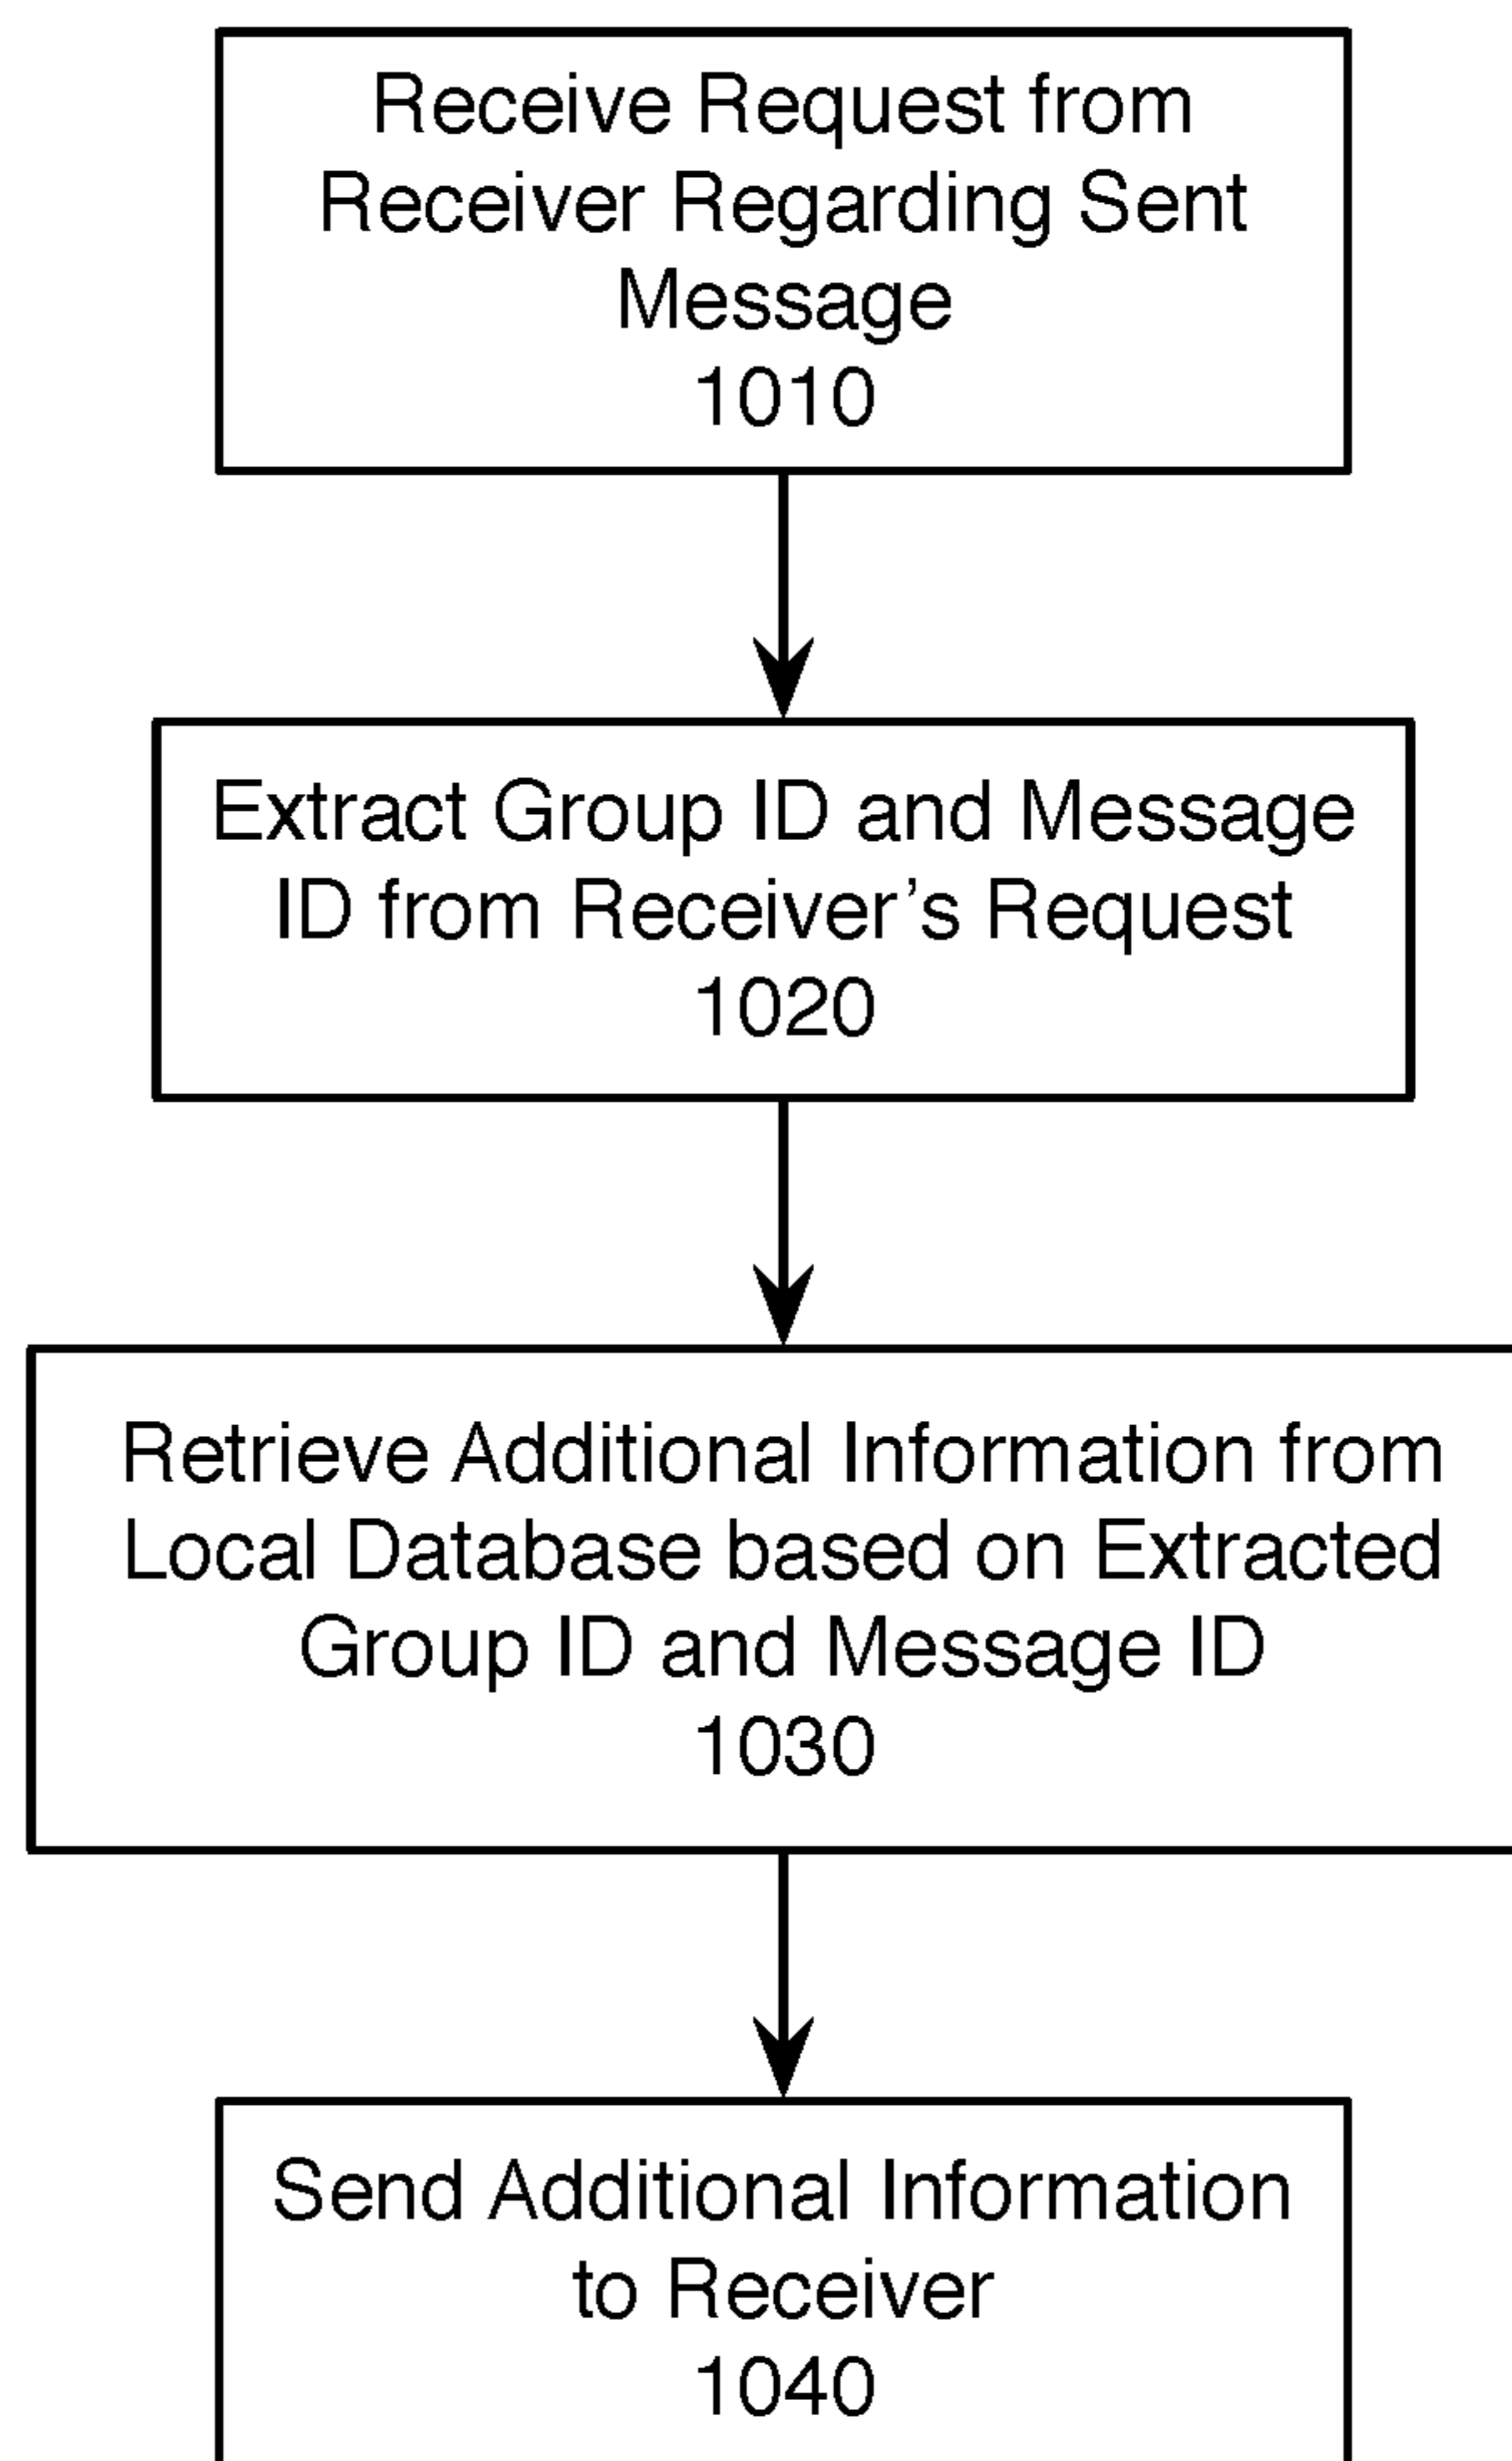 Receive Request from
Receiver Regarding Sent
Message
1010
Extract Group ID and Message
ID from Receiver’s Request
1020
Retrieve Additional Information from
Local Database based on Extracted
Group ID and Message ID
1030
Send Additional Information
to Receiver
1040